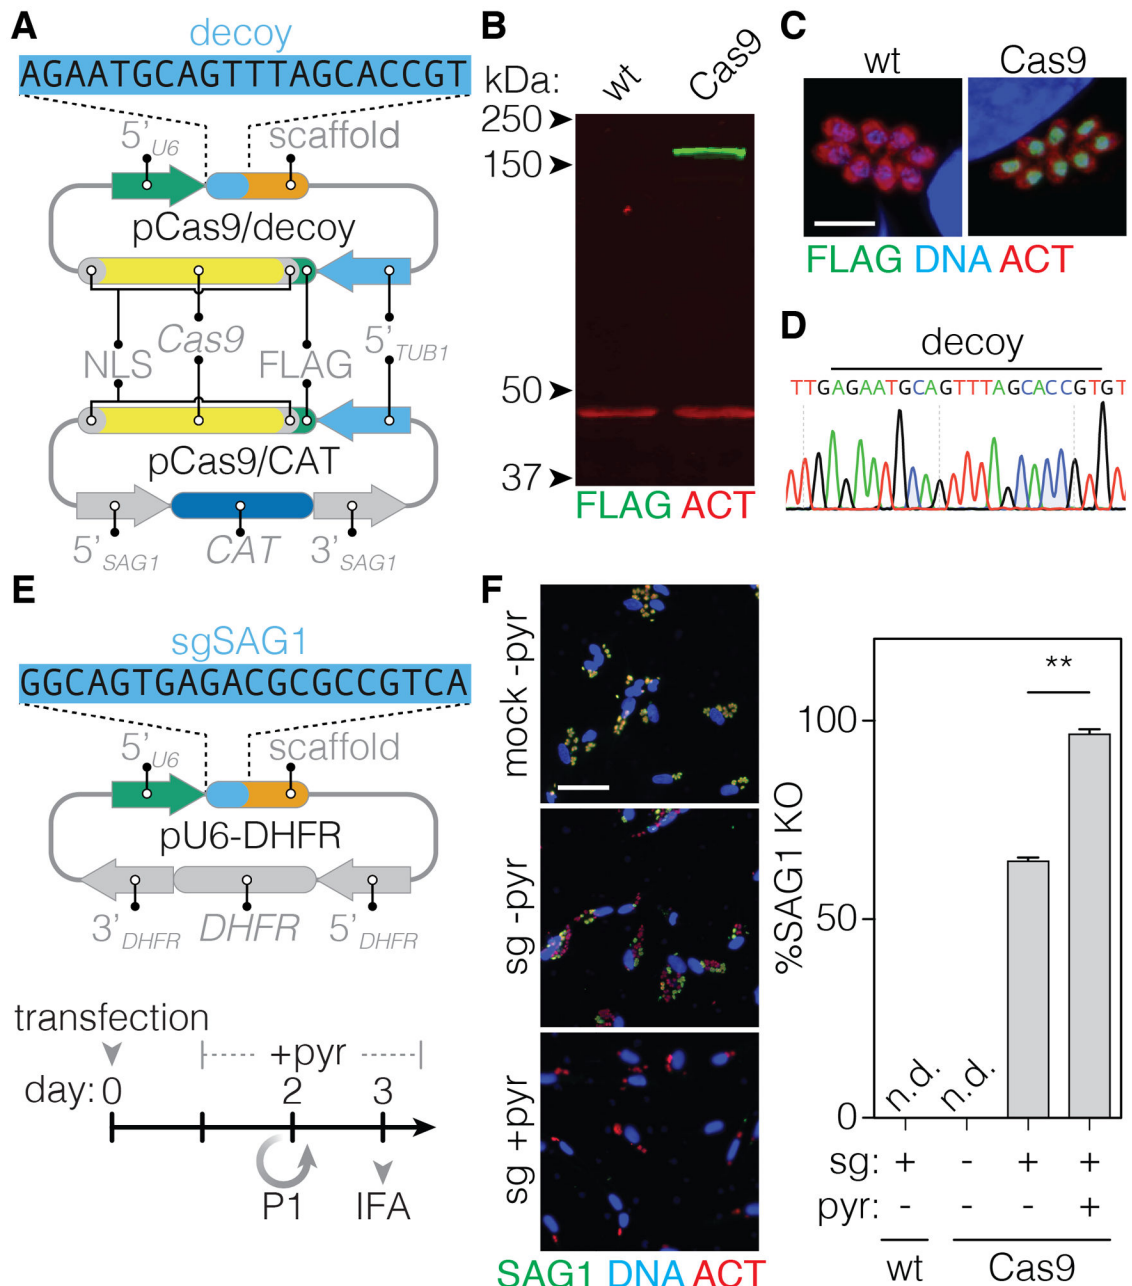 A
decoy
AGAATGCAGTTTAGCACCGT
5’U6
scaffold
pCas9/decoy
NLS
Cas9
FLAG
5’TUB1
pCas9/CAT
5’SAG1
CAT
3’SAG1
B
kDa:
wt
Cas9
250
150
50
37
FLAG ACT
C
wt
Cas9
FLAG DNA ACT
D
decoy
TTGAGAATGCAGTTTAGCACCGTGT
E
sgSAG1
GGCAGTGAGACGCGCCGTCA
5’U6
scaffold
pU6-DHFR
3’DHFR
DHFR
5’DHFR
transfection
+pyr
day: 0 2 3
P1
IFA
F
mock -pyr
sg -pyr
sg +pyr
SAG1 DNA ACT
%SAG1 KO
100
50
0
**
n.d.
n.d.
sg: + - + +
pyr: - - - +
wt
Cas9